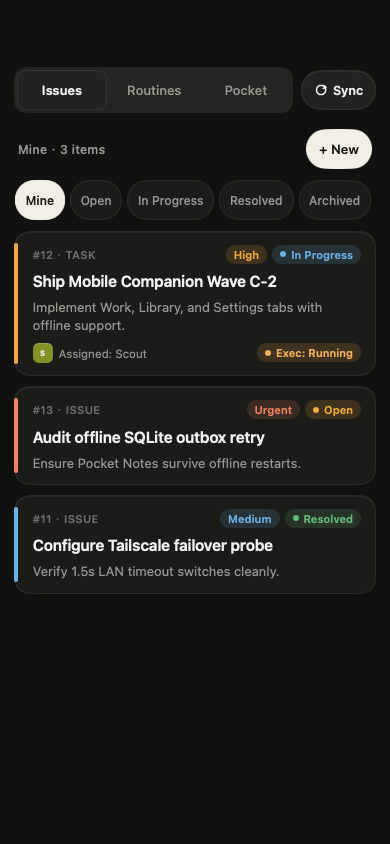 Issues
Routines
Pocket
Sync
Mine · 3 items
+ New
Mine
Open
In Progress
Resolved
Archived
#12 · TASK
High
In Progress
Ship Mobile Companion Wave C-2
Implement Work, Library, and Settings tabs with
offline support.
S
Assigned: Scout
Exec: Running
#13 · ISSUE
Urgent
Open
Audit offline SQLite outbox retry
Ensure Pocket Notes survive offline restarts.
#11 · ISSUE
Medium
Resolved
Configure Tailscale failover probe
Verify 1.5s LAN timeout switches cleanly.